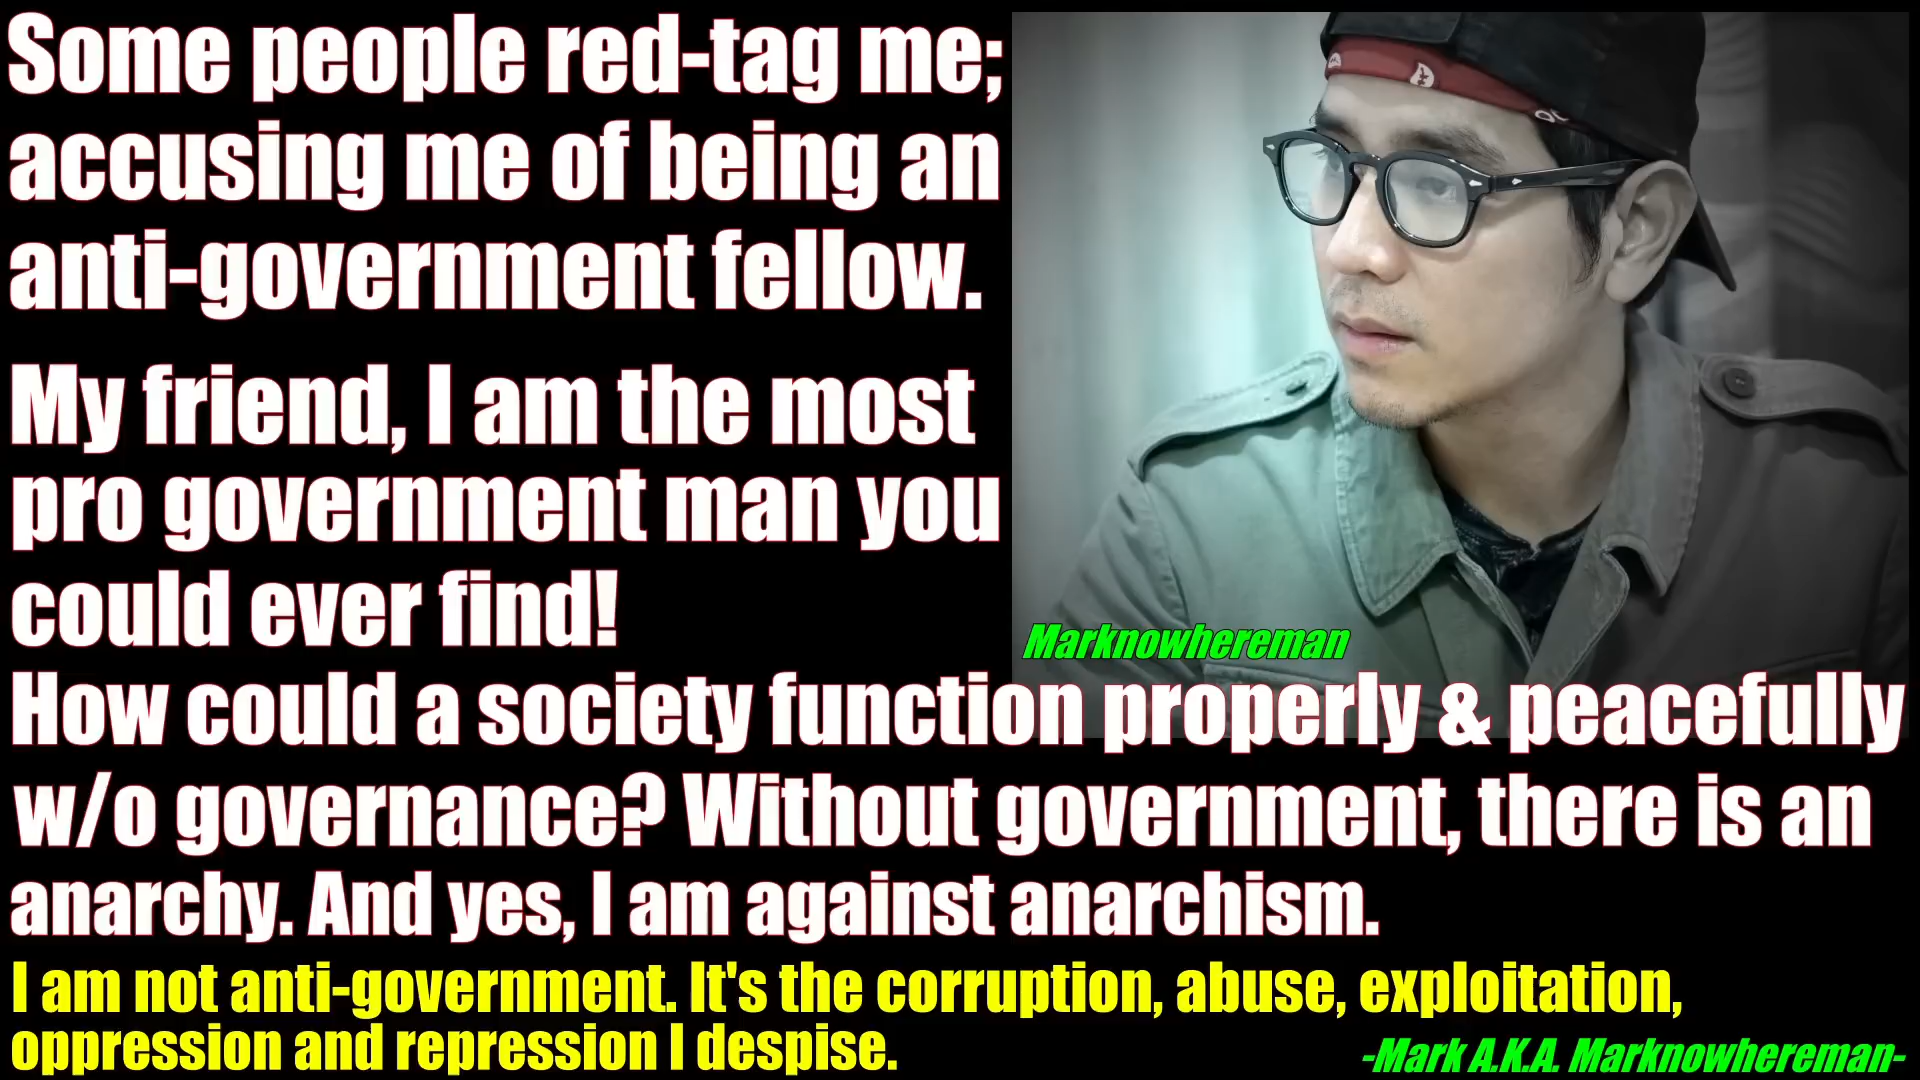 Some people red-tag me;
accusing me of being an
anti-government fellow.
My friend, I am the most
pro government man you
could ever find!
Marknowhereman
How could a society function properly & peacefully
w/o governance? Without government, there is an
anarchy. And yes, I am against anarchism.
I am not anti-government. It's the corruption, abuse, exploitation,
oppression and repression I despise.
-Mark A.K.A. Marknowhereman-